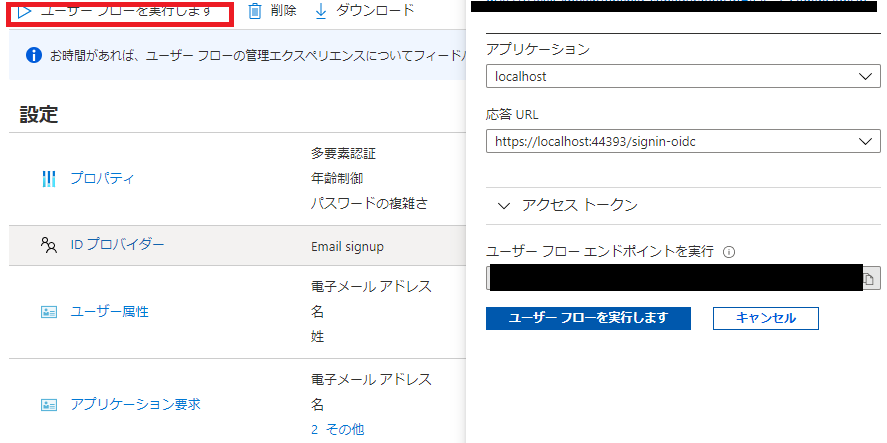 ユーザー フローを実行します
削除
ダウンロード
お時間があれば、ユーザー フローの管理エクスペリエンスについてフィードバ
設定
プロパティ
多要素認証
年齢制御
パスワードの複雑さ
ID プロバイダー
Email signup
ユーザー属性
電子メール アドレス
名
姓
アプリケーション要求
電子メール アドレス
名
2 その他
アプリケーション
localhost
応答 URL
https://localhost:44393/signin-oidc
アクセス トークン
ユーザー フロー エンドポイントを実行
ユーザー フローを実行します
キャンセル